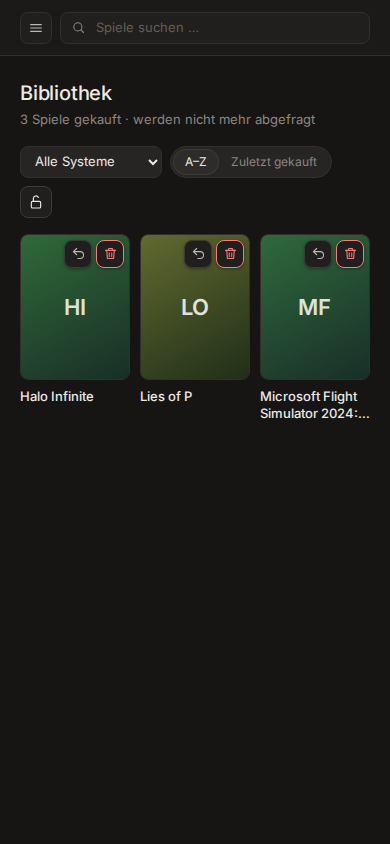 Spiele suchen ...
Bibliothek
3 Spiele gekauft · werden nicht mehr abgefragt
Alle Systeme
A–Z
Zuletzt gekauft
HI
LO
MF
Halo Infinite
Lies of P
Microsoft Flight
Simulator 2024:...